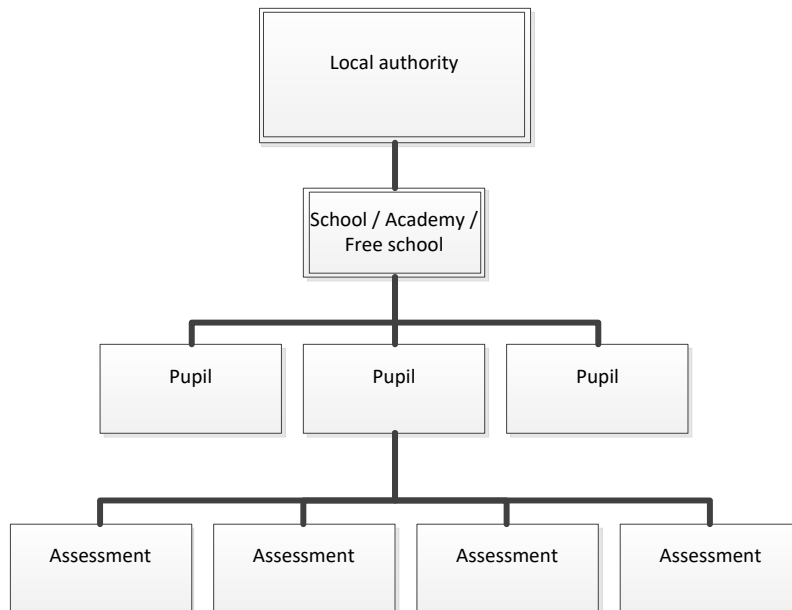 Local authority
School / Academy /
Free school
Pupil
Pupil
Pupil
Assessment
Assessment
Assessment
Assessment